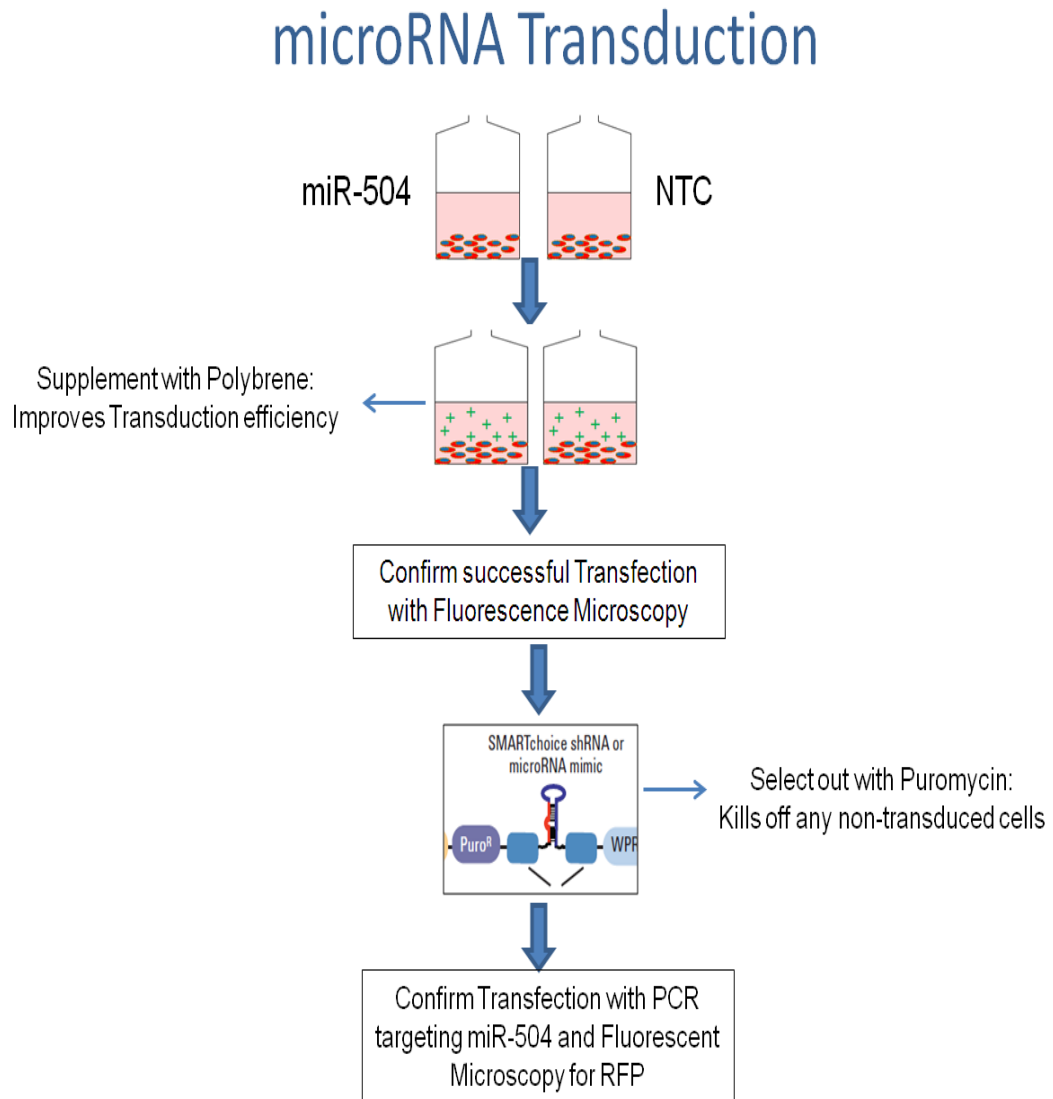 microRNA Transduction
miR-504
NTC
Supplement with Polybrene:
Improves Transduction efficiency
Confirm successful Transfection
with Fluorescence Microscopy
SMARTchoice shRNA or
microRNA mimic
Puroᴿ
WPR
Select out with Puromycin:
Kills off any non-transduced cells
Confirm Transfection with PCR
targeting miR-504 and Fluorescent
Microscopy for RFP